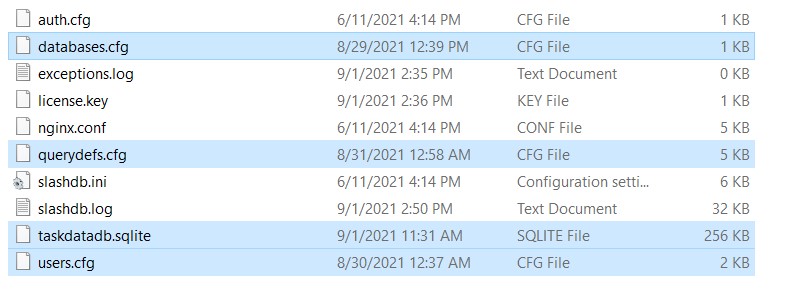 auth.cfg 6/11/2021 4:14 PM CFG File 1 KB
databases.cfg 8/29/2021 12:39 PM CFG File 1 KB
exceptions.log 9/1/2021 2:35 PM Text Document 0 KB
license.key 9/1/2021 2:36 PM KEY File 1 KB
nginx.conf 6/11/2021 4:14 PM CONF File 5 KB
querydefs.cfg 8/31/2021 12:58 AM CFG File 5 KB
slashdb.ini 6/11/2021 4:14 PM Configuration setti... 6 KB
slashdb.log 9/1/2021 2:50 PM Text Document 32 KB
taskdatadb.sqlite 9/1/2021 11:31 AM SQLITE File 256 KB
users.cfg 8/30/2021 12:37 AM CFG File 2 KB